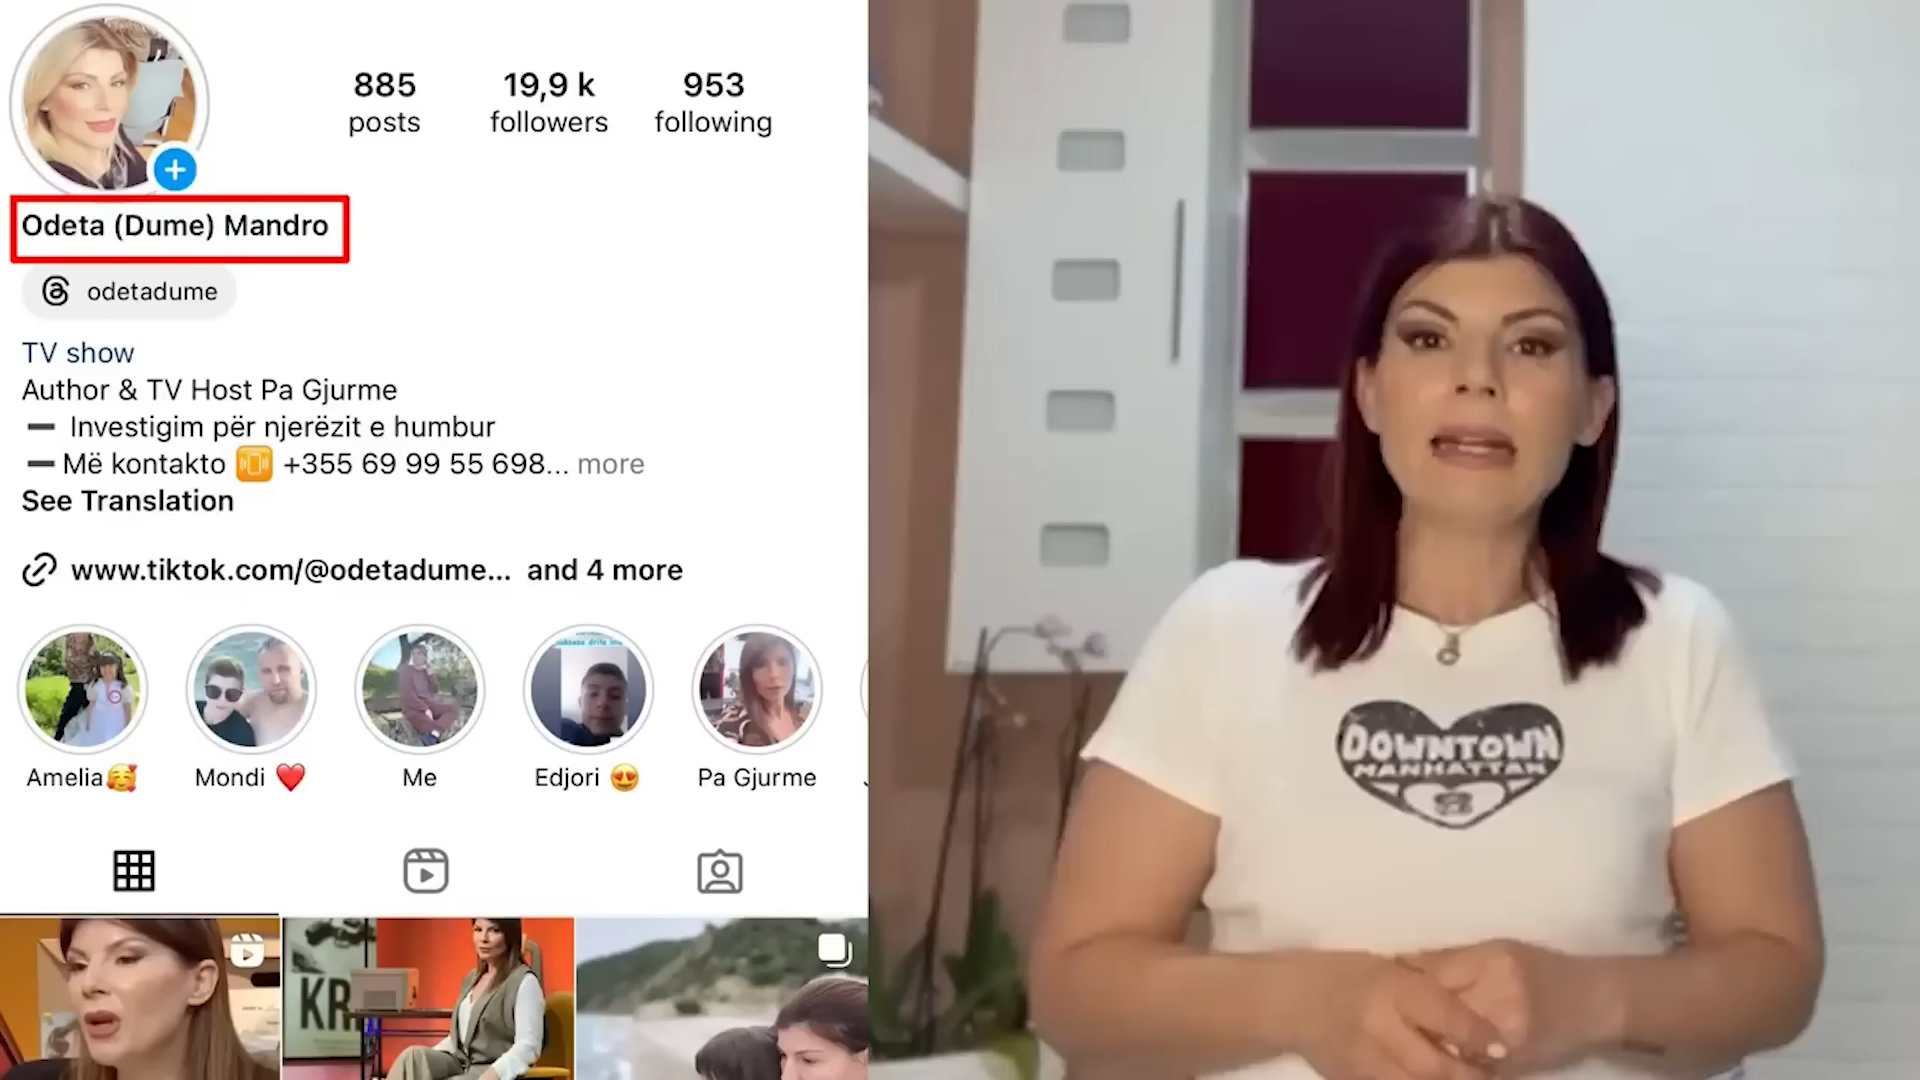 885
posts
19,9 k
followers
953
following
Odeta (Dume) Mandro
odetadume
TV show
Author & TV Host Pa Gjurme
➖ Investigim për njerëzit e humbur
➖Më kontakto 📳 +355 69 99 55 698... more
See Translation
www.tiktok.com/@odetadume... and 4 more
Amelia🥰
Mondi ❤️
Me
Edjori 😍
Pa Gjurme
KR
DOWNTOWN
MANHATTAN